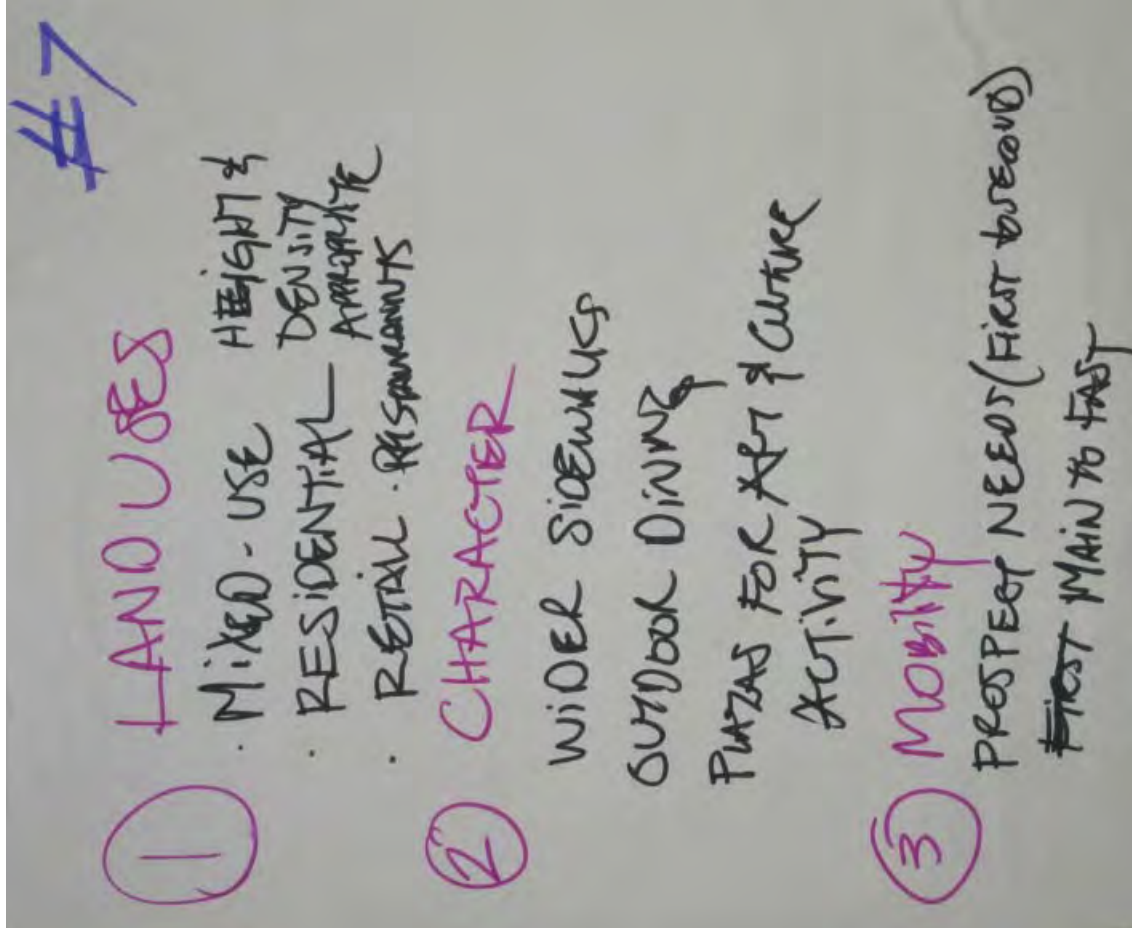 #7
① LAND USES
· MIXED-USE HEIGHT &
· RESIDENTIAL DENSITY
APPROPRIATE
· RETAIL · RESTAURANTS
② CHARACTER
WIDER SIDEWALKS
OUTDOOR DINING
PLAZAS FOR ART & CULTURE
ACTIVITY
③ MOBILITY
PROSPECT NEEDS (FIRST to SECOND)
FIRST MAIN TO FAST